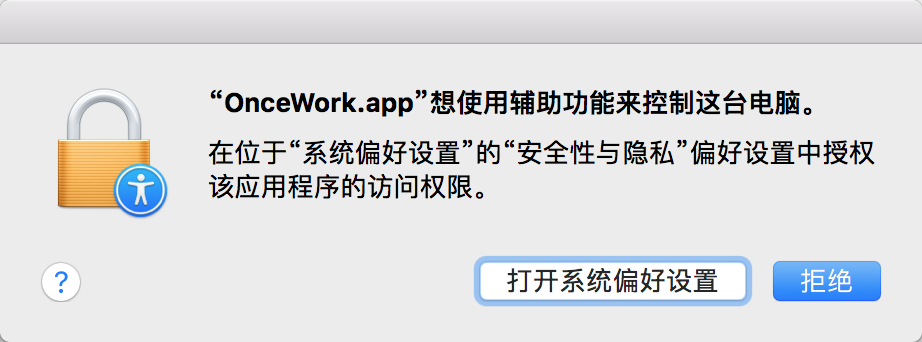 “OnceWork.app”想使用辅助功能来控制这台电脑。
在位于“系统偏好设置”的“安全性与隐私”偏好设置中授权
该应用程序的访问权限。
?
打开系统偏好设置
拒绝